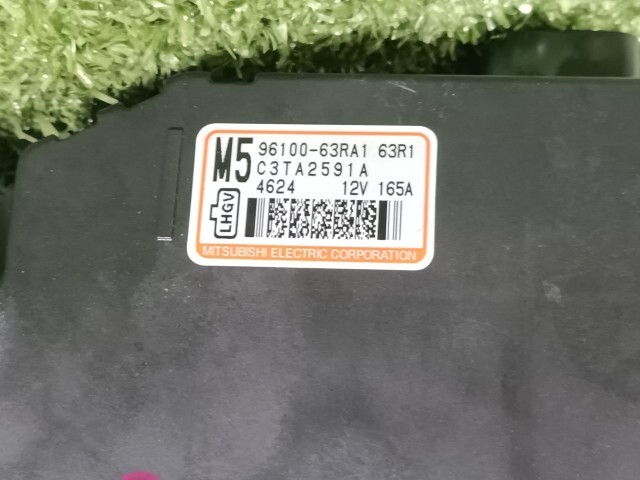 M5 96100-63RA1 63R1
C3TA2591A
4624 12V 165A
LHGV
MITSUBISHI ELECTRIC CORPORATION